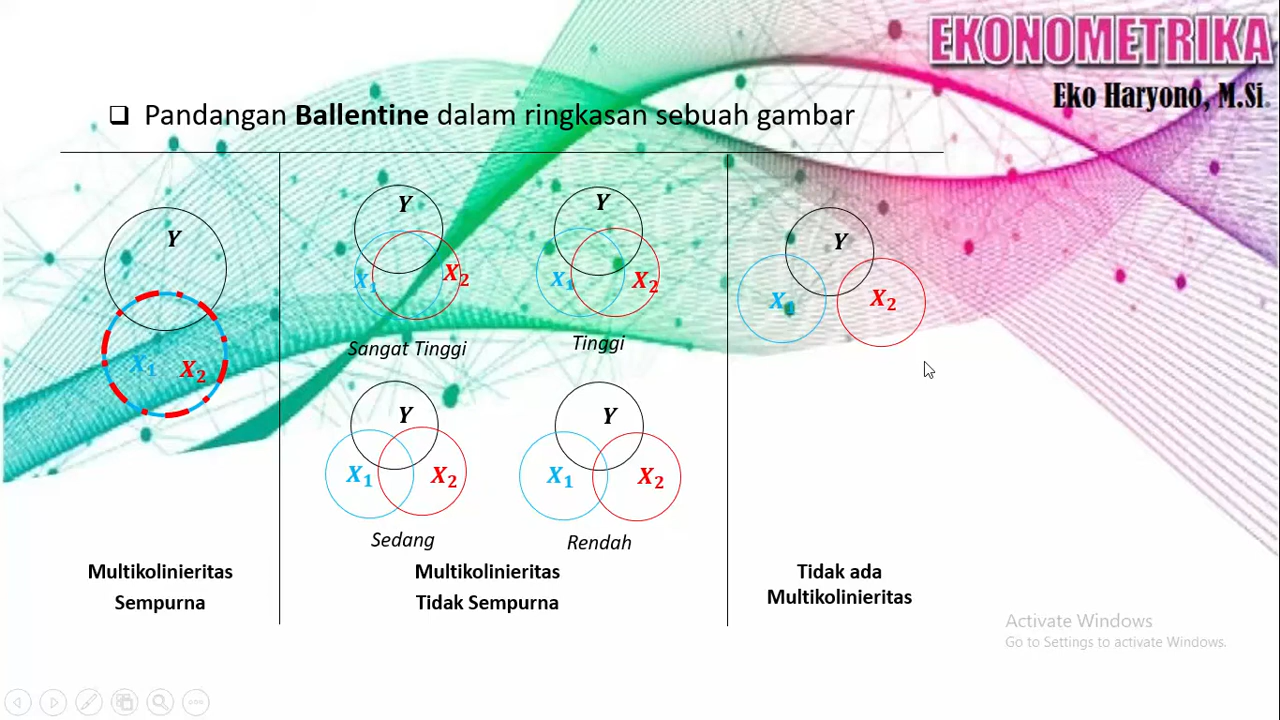 EKONOMETRIKA
Eko Haryono, M.Si
Pandangan Ballentine dalam ringkasan sebuah gambar
Y
X1 X2
Multikolinieritas
Sempurna
Y
X1 X2
Sangat Tinggi
Y
X1 X2
Tinggi
Y
X1 X2
Sedang
Y
X1 X2
Rendah
Multikolinieritas
Tidak Sempurna
Y
X1 X2
Tidak ada
Multikolinieritas
Activate Windows
Go to Settings to activate Windows.